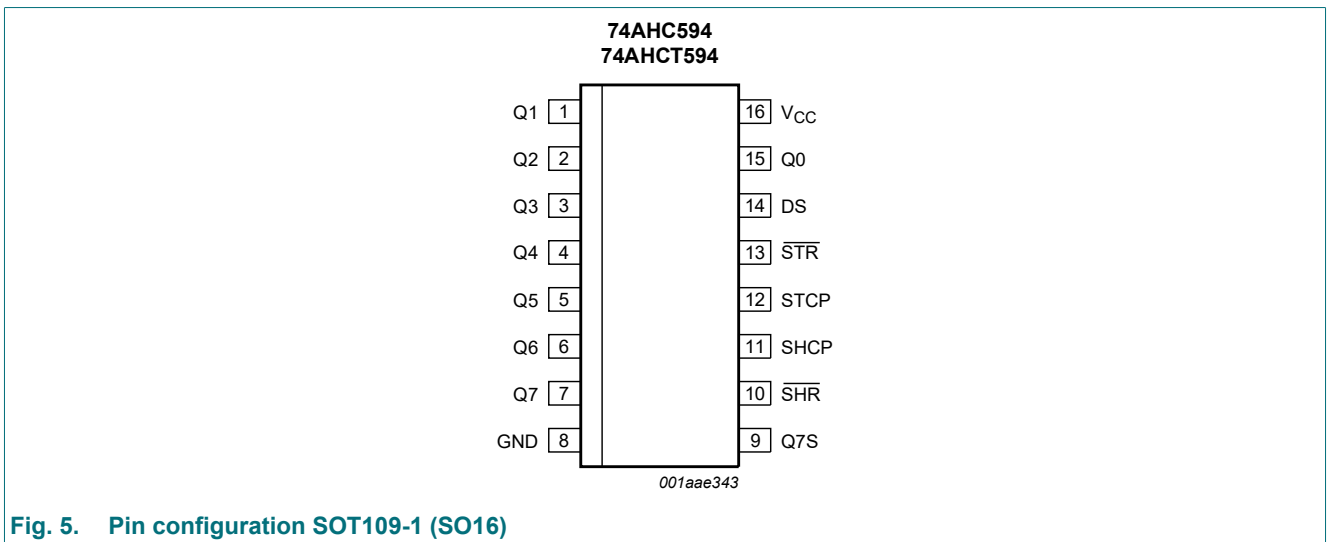 74AHC594
74AHCT594
Q1 1 16 VCC
Q2 2 15 Q0
Q3 3 14 DS
Q4 4 13 S̅T̅R̅
Q5 5 12 STCP
Q6 6 11 SHCP
Q7 7 10 S̅H̅R̅
GND 8 9 Q7S
001aae343
Fig. 5. Pin configuration SOT109-1 (SO16)